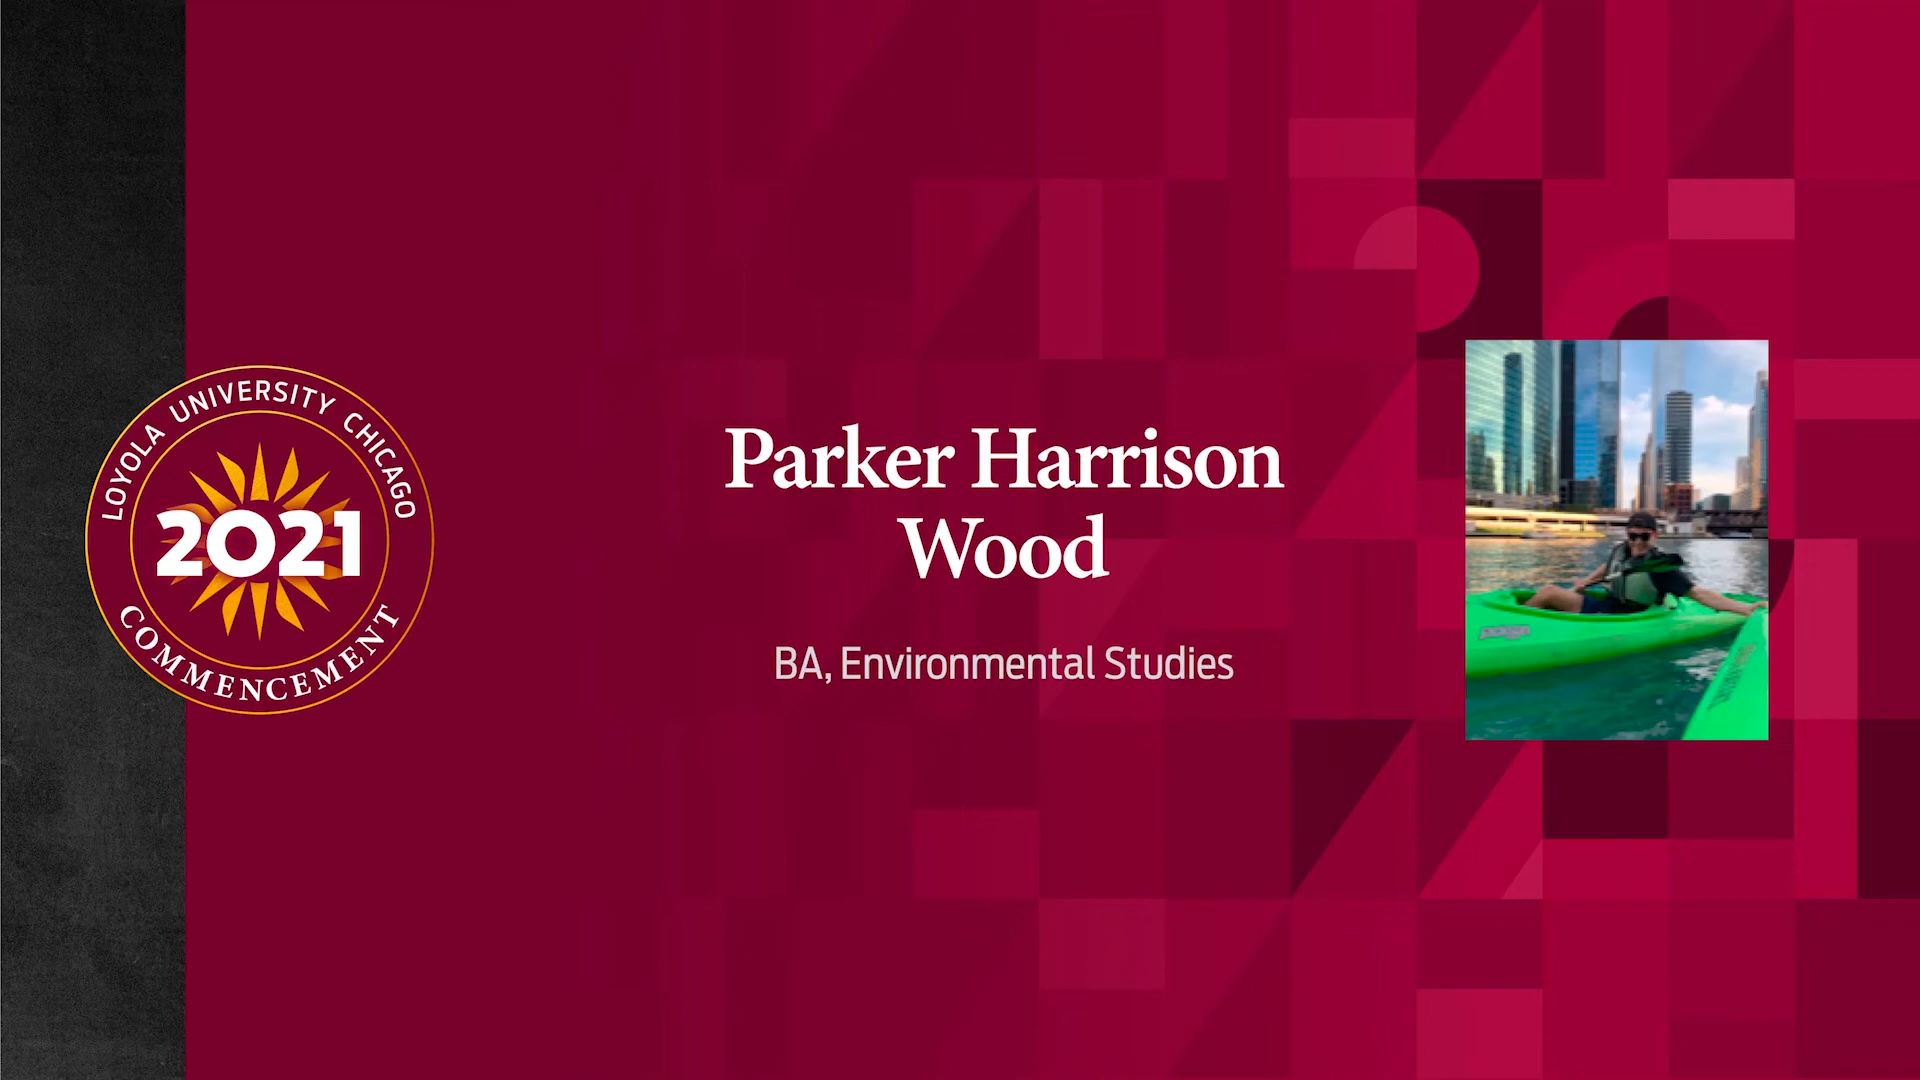 LOYOLA UNIVERSITY CHICAGO
2021
COMMENCEMENT
Parker Harrison
Wood
BA, Environmental Studies